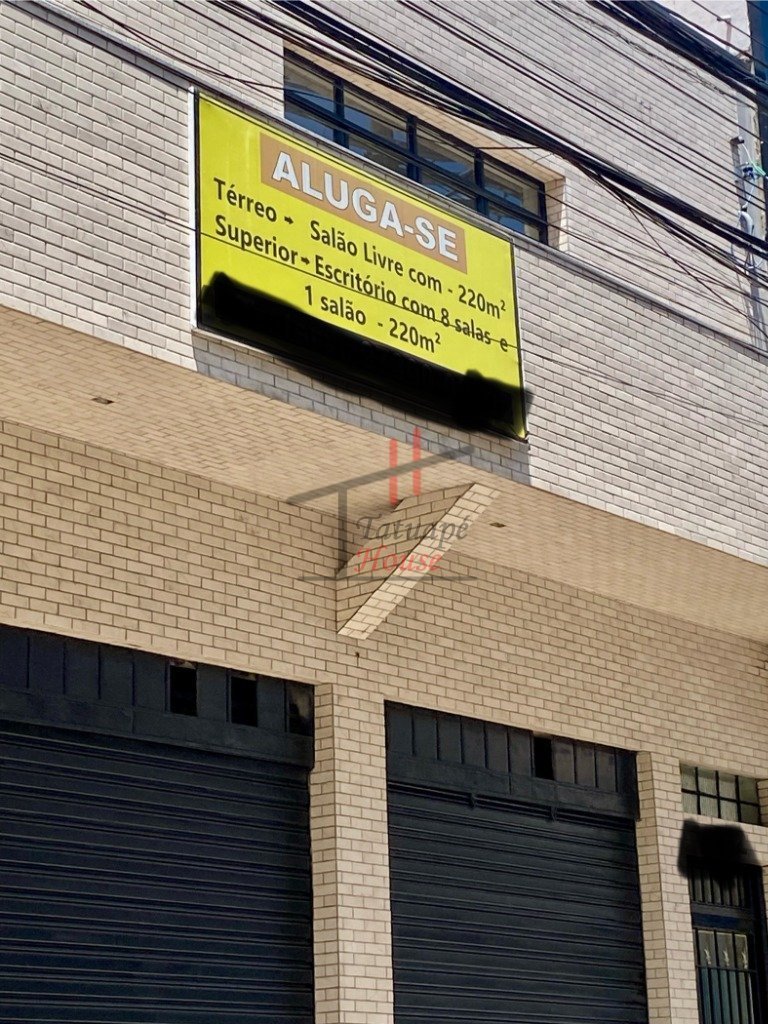 ALUGA-SE
Térreo → Salão Livre com - 220m²
Superior → Escritório com 8 salas e
1 salão - 220m²
Tatuapé
House